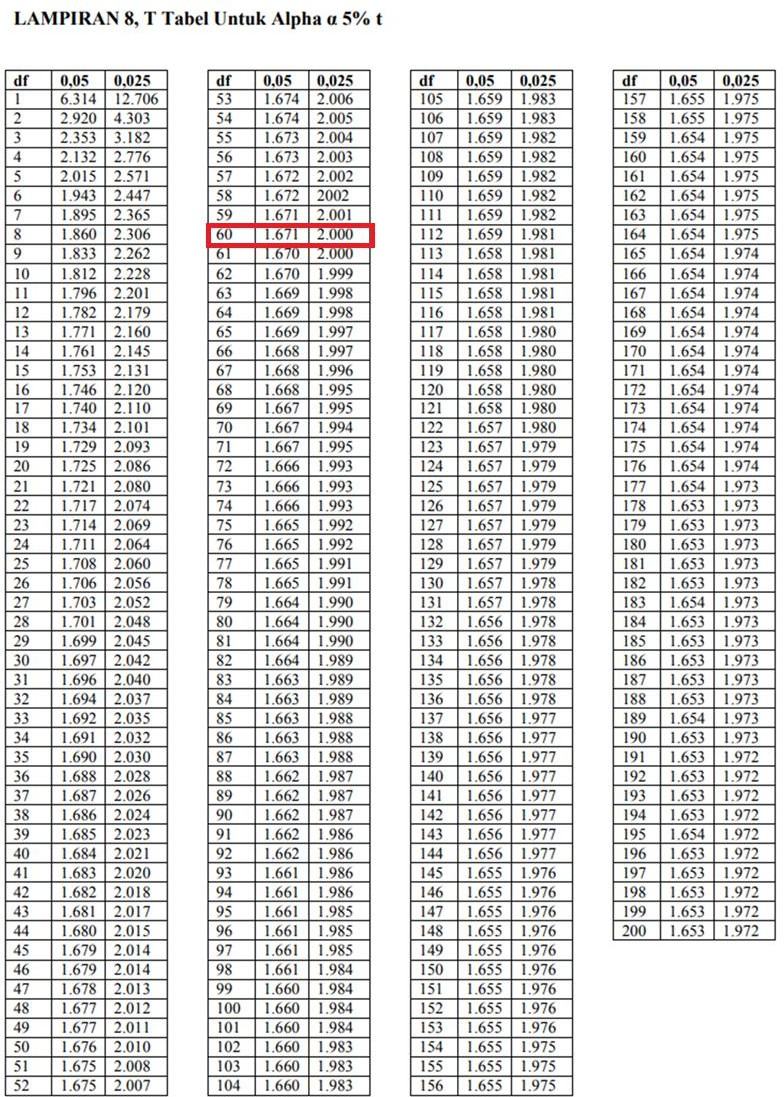 LAMPIRAN 8, T Tabel Untuk Alpha α 5% t
df 0,05 0,025
1 6.314 12.706
2 2.920 4.303
3 2.353 3.182
4 2.132 2.776
5 2.015 2.571
6 1.943 2.447
7 1.895 2.365
8 1.860 2.306
9 1.833 2.262
10 1.812 2.228
11 1.796 2.201
12 1.782 2.179
13 1.771 2.160
14 1.761 2.145
15 1.753 2.131
16 1.746 2.120
17 1.740 2.110
18 1.734 2.101
19 1.729 2.093
20 1.725 2.086
21 1.721 2.080
22 1.717 2.074
23 1.714 2.069
24 1.711 2.064
25 1.708 2.060
26 1.706 2.056
27 1.703 2.052
28 1.701 2.048
29 1.699 2.045
30 1.697 2.042
31 1.696 2.040
32 1.694 2.037
33 1.692 2.035
34 1.691 2.032
35 1.690 2.030
36 1.688 2.028
37 1.687 2.026
38 1.686 2.024
39 1.685 2.023
40 1.684 2.021
41 1.683 2.020
42 1.682 2.018
43 1.681 2.017
44 1.680 2.015
45 1.679 2.014
46 1.679 2.014
47 1.678 2.013
48 1.677 2.012
49 1.677 2.011
50 1.676 2.010
51 1.675 2.008
52 1.675 2.007
df 0,05 0,025
53 1.674 2.006
54 1.674 2.005
55 1.673 2.004
56 1.673 2.003
57 1.672 2.002
58 1.672 2002
59 1.671 2.001
60 1.671 2.000
61 1.670 2.000
62 1.670 1.999
63 1.669 1.998
64 1.669 1.998
65 1.669 1.997
66 1.668 1.997
67 1.668 1.996
68 1.668 1.995
69 1.667 1.995
70 1.667 1.994
71 1.667 1.995
72 1.666 1.993
73 1.666 1.993
74 1.666 1.993
75 1.665 1.992
76 1.665 1.992
77 1.665 1.991
78 1.665 1.991
79 1.664 1.990
80 1.664 1.990
81 1.664 1.990
82 1.664 1.989
83 1.663 1.989
84 1.663 1.989
85 1.663 1.988
86 1.663 1.988
87 1.663 1.988
88 1.662 1.987
89 1.662 1.987
90 1.662 1.987
91 1.662 1.986
92 1.662 1.986
93 1.661 1.986
94 1.661 1.986
95 1.661 1.985
96 1.661 1.985
97 1.661 1.985
98 1.661 1.984
99 1.660 1.984
100 1.660 1.984
101 1.660 1.984
102 1.660 1.983
103 1.660 1.983
104 1.660 1.983
df 0,05 0,025
105 1.659 1.983
106 1.659 1.983
107 1.659 1.982
108 1.659 1.982
109 1.659 1.982
110 1.659 1.982
111 1.659 1.982
112 1.659 1.981
113 1.658 1.981
114 1.658 1.981
115 1.658 1.981
116 1.658 1.981
117 1.658 1.980
118 1.658 1.980
119 1.658 1.980
120 1.658 1.980
121 1.658 1.980
122 1.657 1.980
123 1.657 1.979
124 1.657 1.979
125 1.657 1.979
126 1.657 1.979
127 1.657 1.979
128 1.657 1.979
129 1.657 1.979
130 1.657 1.978
131 1.657 1.978
132 1.656 1.978
133 1.656 1.978
134 1.656 1.978
135 1.656 1.978
136 1.656 1.978
137 1.656 1.977
138 1.656 1.977
139 1.656 1.977
140 1.656 1.977
141 1.656 1.977
142 1.656 1.977
143 1.656 1.977
144 1.656 1.977
145 1.655 1.976
146 1.655 1.976
147 1.655 1.976
148 1.655 1.976
149 1.655 1.976
150 1.655 1.976
151 1.655 1.976
152 1.655 1.976
153 1.655 1.976
154 1.655 1.975
155 1.655 1.975
156 1.655 1.975
df 0,05 0,025
157 1.655 1.975
158 1.655 1.975
159 1.654 1.975
160 1.654 1.975
161 1.654 1.975
162 1.654 1.975
163 1.654 1.975
164 1.654 1.975
165 1.654 1.974
166 1.654 1.974
167 1.654 1.974
168 1.654 1.974
169 1.654 1.974
170 1.654 1.974
171 1.654 1.974
172 1.654 1.974
173 1.654 1.974
174 1.654 1.974
175 1.654 1.974
176 1.654 1.974
177 1.654 1.973
178 1.653 1.973
179 1.653 1.973
180 1.653 1.973
181 1.653 1.973
182 1.653 1.973
183 1.654 1.973
184 1.653 1.973
185 1.653 1.973
186 1.653 1.973
187 1.653 1.973
188 1.653 1.973
189 1.654 1.973
190 1.653 1.973
191 1.653 1.972
192 1.653 1.972
193 1.653 1.972
194 1.653 1.972
195 1.654 1.972
196 1.653 1.972
197 1.653 1.972
198 1.653 1.972
199 1.653 1.972
200 1.653 1.972